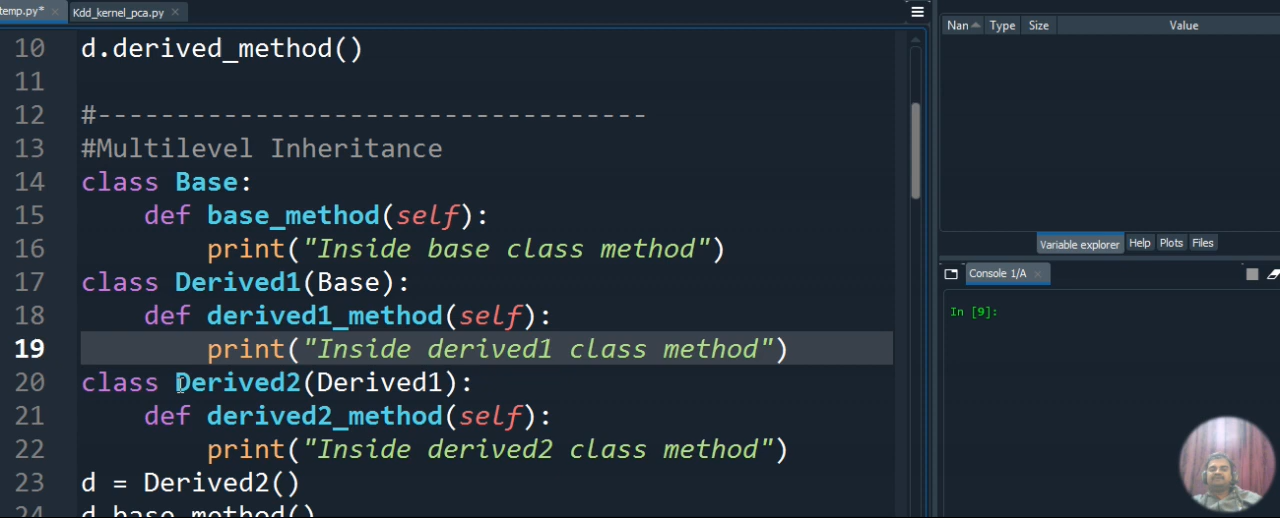 temp.py* Kdd_kernel_pca.py
10 d.derived_method()
11
12 #-----------------------------------
13 #Multilevel Inheritance
14 class Base:
15 def base_method(self):
16 print("Inside base class method")
17 class Derived1(Base):
18 def derived1_method(self):
19 print("Inside derived1 class method")
20 class Derived2(Derived1):
21 def derived2_method(self):
22 print("Inside derived2 class method")
23 d = Derived2()
24 d.base_method()
Nan Type Size Value
Variable explorer Help Plots Files
Console 1/A
In [9]: